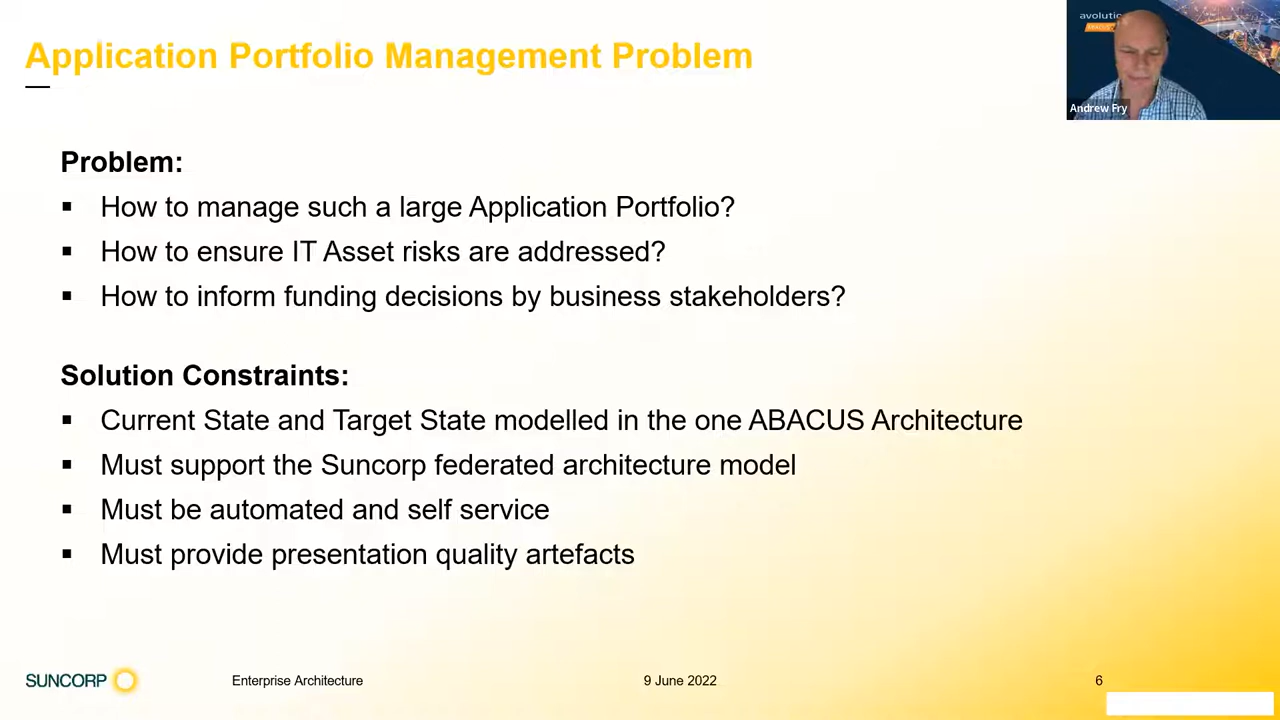 Application Portfolio Management Problem
Andrew Fry
Problem:
▪ How to manage such a large Application Portfolio?
▪ How to ensure IT Asset risks are addressed?
▪ How to inform funding decisions by business stakeholders?
Solution Constraints:
▪ Current State and Target State modelled in the one ABACUS Architecture
▪ Must support the Suncorp federated architecture model
▪ Must be automated and self service
▪ Must provide presentation quality artefacts
SUNCORP
Enterprise Architecture
9 June 2022
6